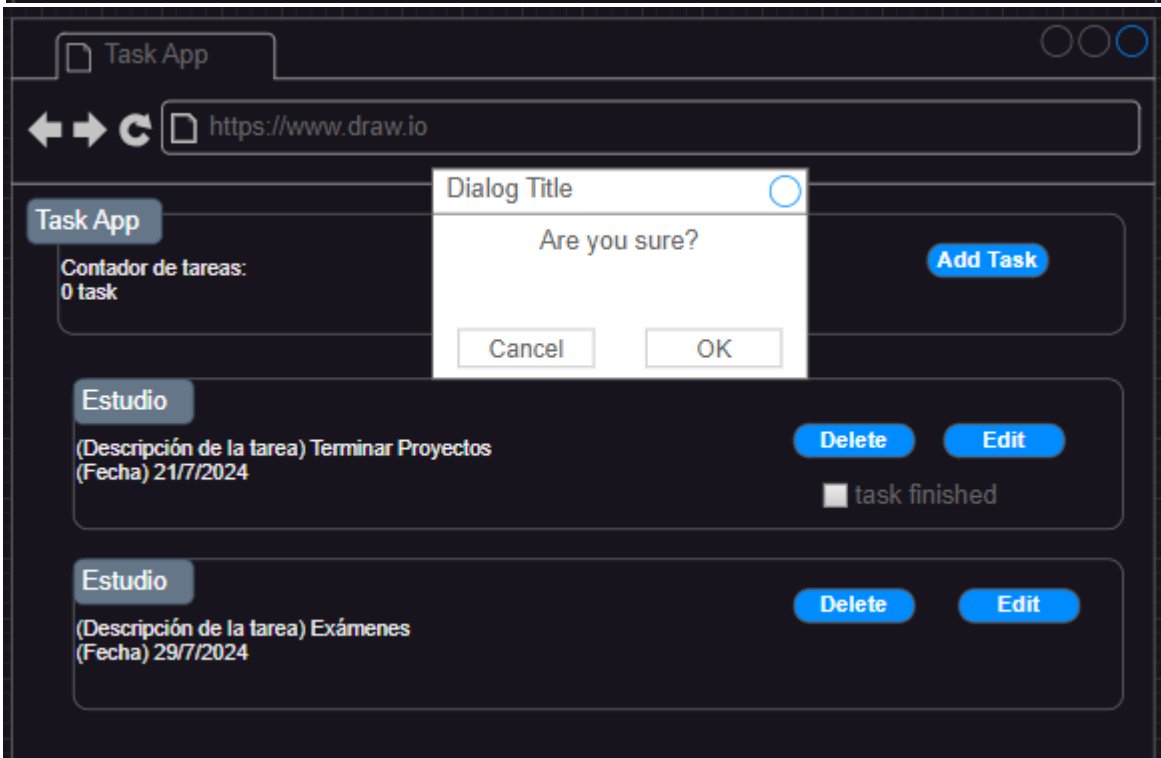 Task App
https://www.draw.io
Dialog Title
Are you sure?
Cancel OK
Task App
Contador de tareas:
0 task
Add Task
Estudio
(Descripción de la tarea) Terminar Proyectos
(Fecha) 21/7/2024
Delete Edit
task finished
Estudio
(Descripción de la tarea) Exámenes
(Fecha) 29/7/2024
Delete Edit